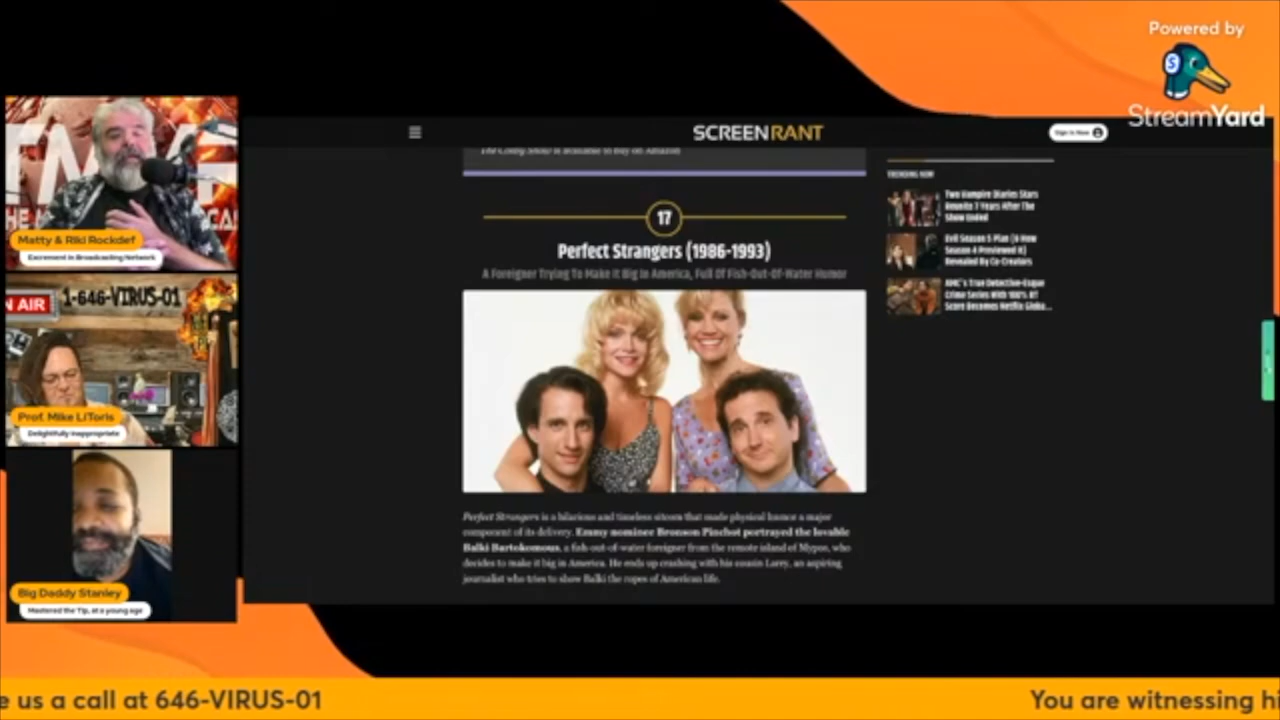 Powered by
StreamYard
SCREENRANT
Sign In Now
The Cosby Show is available to buy on Amazon
17
Perfect Strangers (1986-1993)
A Foreigner Trying To Make It Big In America, Full Of Fish-Out-Of-Water Humor
Perfect Strangers is a hilarious and timeless sitcom that made physical humor a major
component of its delivery. Emmy nominee Bronson Pinchot portrayed the lovable
Balki Bartokomous, a fish-out-of-water foreigner from the remote island of Mypos, who
decides to make it big in America. He ends up crashing with his cousin Larry, an aspiring
journalist who tries to show Balki the ropes of American life.
TRENDING NOW
Two Vampire Diaries Stars
Reunite 7 Years After The
Show Ended
Evil Season 5 Plan (& How
Season 4 Previewed It)
Revealed By Co-Creators
AMC's True Detective-Esque
Crime Series With 100% RT
Score Becomes Netflix Globa...
Matty & Riki Rockdef
Excrement in Broadcasting Network
N AIR
1-646-VIRUS-01
Prof. Mike LiToris
Delightfully Inappropriate
Big Daddy Stanley
Mastered the Tip, at a young age
e us a call at 646-VIRUS-01
You are witnessing hi